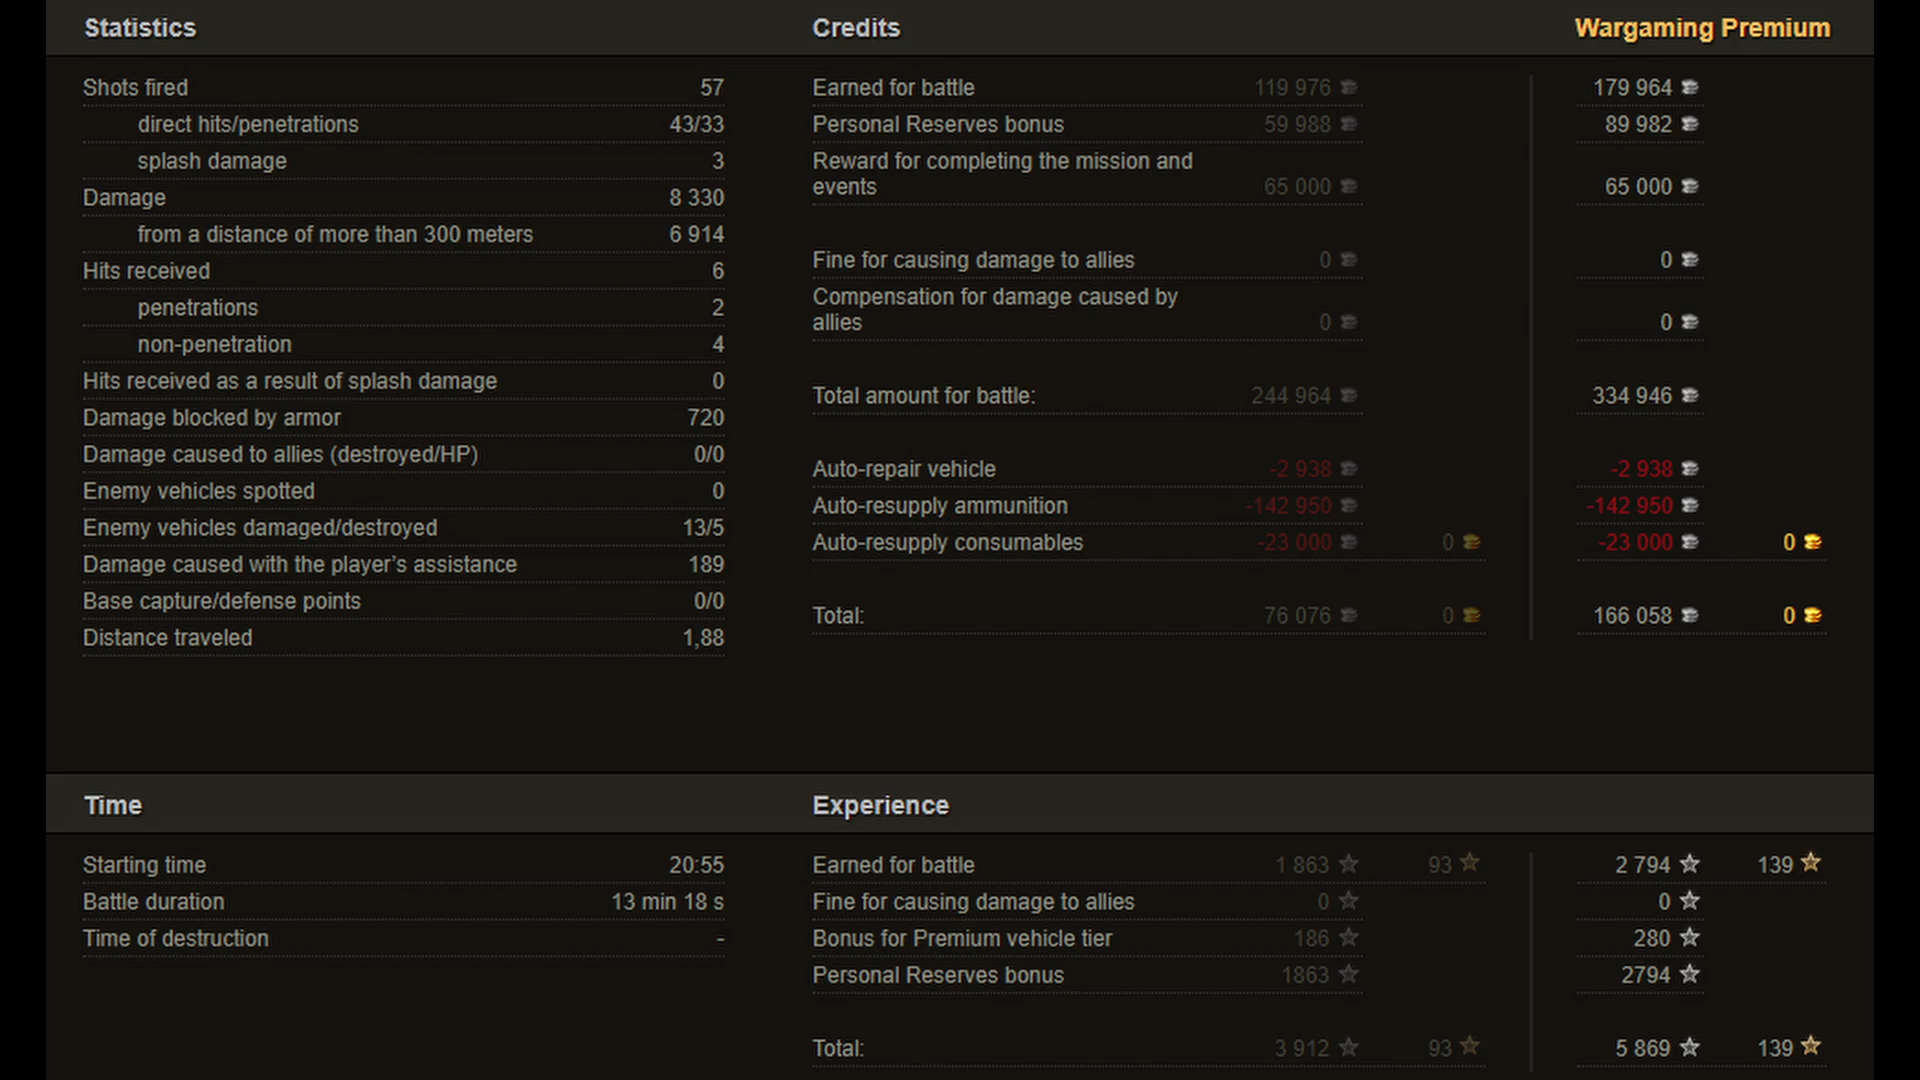 Statistics
Shots fired 57
direct hits/penetrations 43/33
splash damage 3
Damage 8 330
from a distance of more than 300 meters 6 914
Hits received 6
penetrations 2
non-penetration 4
Hits received as a result of splash damage 0
Damage blocked by armor 720
Damage caused to allies (destroyed/HP) 0/0
Enemy vehicles spotted 0
Enemy vehicles damaged/destroyed 13/5
Damage caused with the player's assistance 189
Base capture/defense points 0/0
Distance traveled 1,88
Credits Wargaming Premium
Earned for battle 119 976 179 964
Personal Reserves bonus 59 988 89 982
Reward for completing the mission and
events 65 000 65 000
Fine for causing damage to allies 0 0
Compensation for damage caused by
allies 0 0
Total amount for battle: 244 964 334 946
Auto-repair vehicle -2 938 -2 938
Auto-resupply ammunition -142 950 -142 950
Auto-resupply consumables -23 000 0 -23 000 0
Total: 76 076 0 166 058 0
Time
Starting time 20:55
Battle duration 13 min 18 s
Time of destruction -
Experience
Earned for battle 1 863 93 2 794 139
Fine for causing damage to allies 0 0
Bonus for Premium vehicle tier 186 280
Personal Reserves bonus 1863 2794
Total: 3 912 93 5 869 139